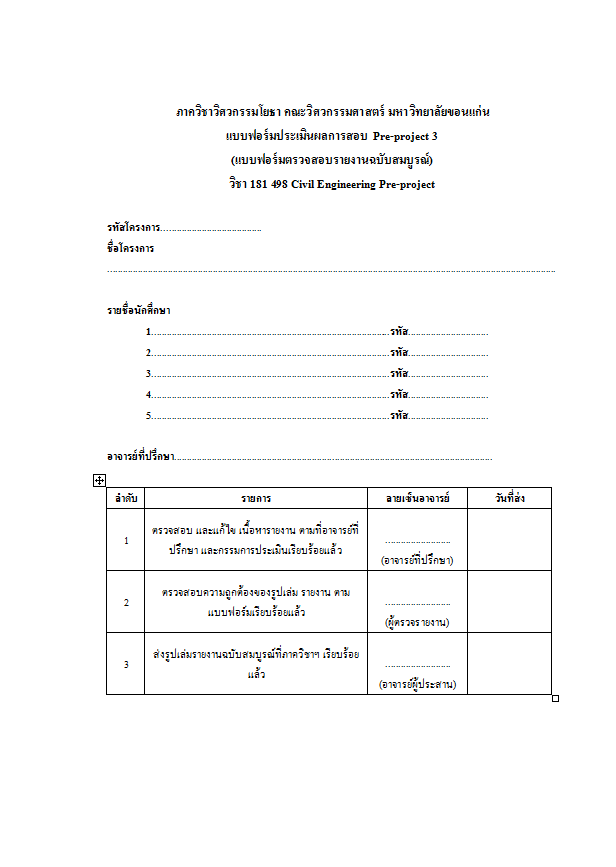 ภาควิชาวิศวกรรมโยธา คณะวิศวกรรมศาสตร์ มหาวิทยาลัยขอนแก่น
แบบฟอร์มประเมินผลการสอบ Pre-project 3
(แบบฟอร์มตรวจสอบรายงานฉบับสมบูรณ์)
วิชา 181 498 Civil Engineering Pre-project
รหัสโครงการ....................................
ชื่อโครงการ
................................................................................................................................................................
รายชื่อนักศึกษา
1.....................................................................................รหัส.............................
2.....................................................................................รหัส.............................
3.....................................................................................รหัส.............................
4.....................................................................................รหัส.............................
5.....................................................................................รหัส.............................
อาจารย์ที่ปรึกษา..................................................................................................................
ลำดับ รายการ ลายเซ็นอาจารย์ วันที่ส่ง
ตรวจสอบ และแก้ไข เนื้อหารายงาน ตามที่อาจารย์ที่
1 ปรึกษา และกรรมการประเมินเรียบร้อยแล้ว ........................
(อาจารย์ที่ปรึกษา)
ตรวจสอบความถูกต้องของรูปเล่ม รายงาน ตาม
2 แบบฟอร์มเรียบร้อยแล้ว ........................
(ผู้ตรวจรายงาน)
ส่งรูปเล่มรายงานฉบับสมบูรณ์ที่ภาควิชาฯ เรียบร้อย
3 แล้ว ........................
(อาจารย์ผู้ประสาน)